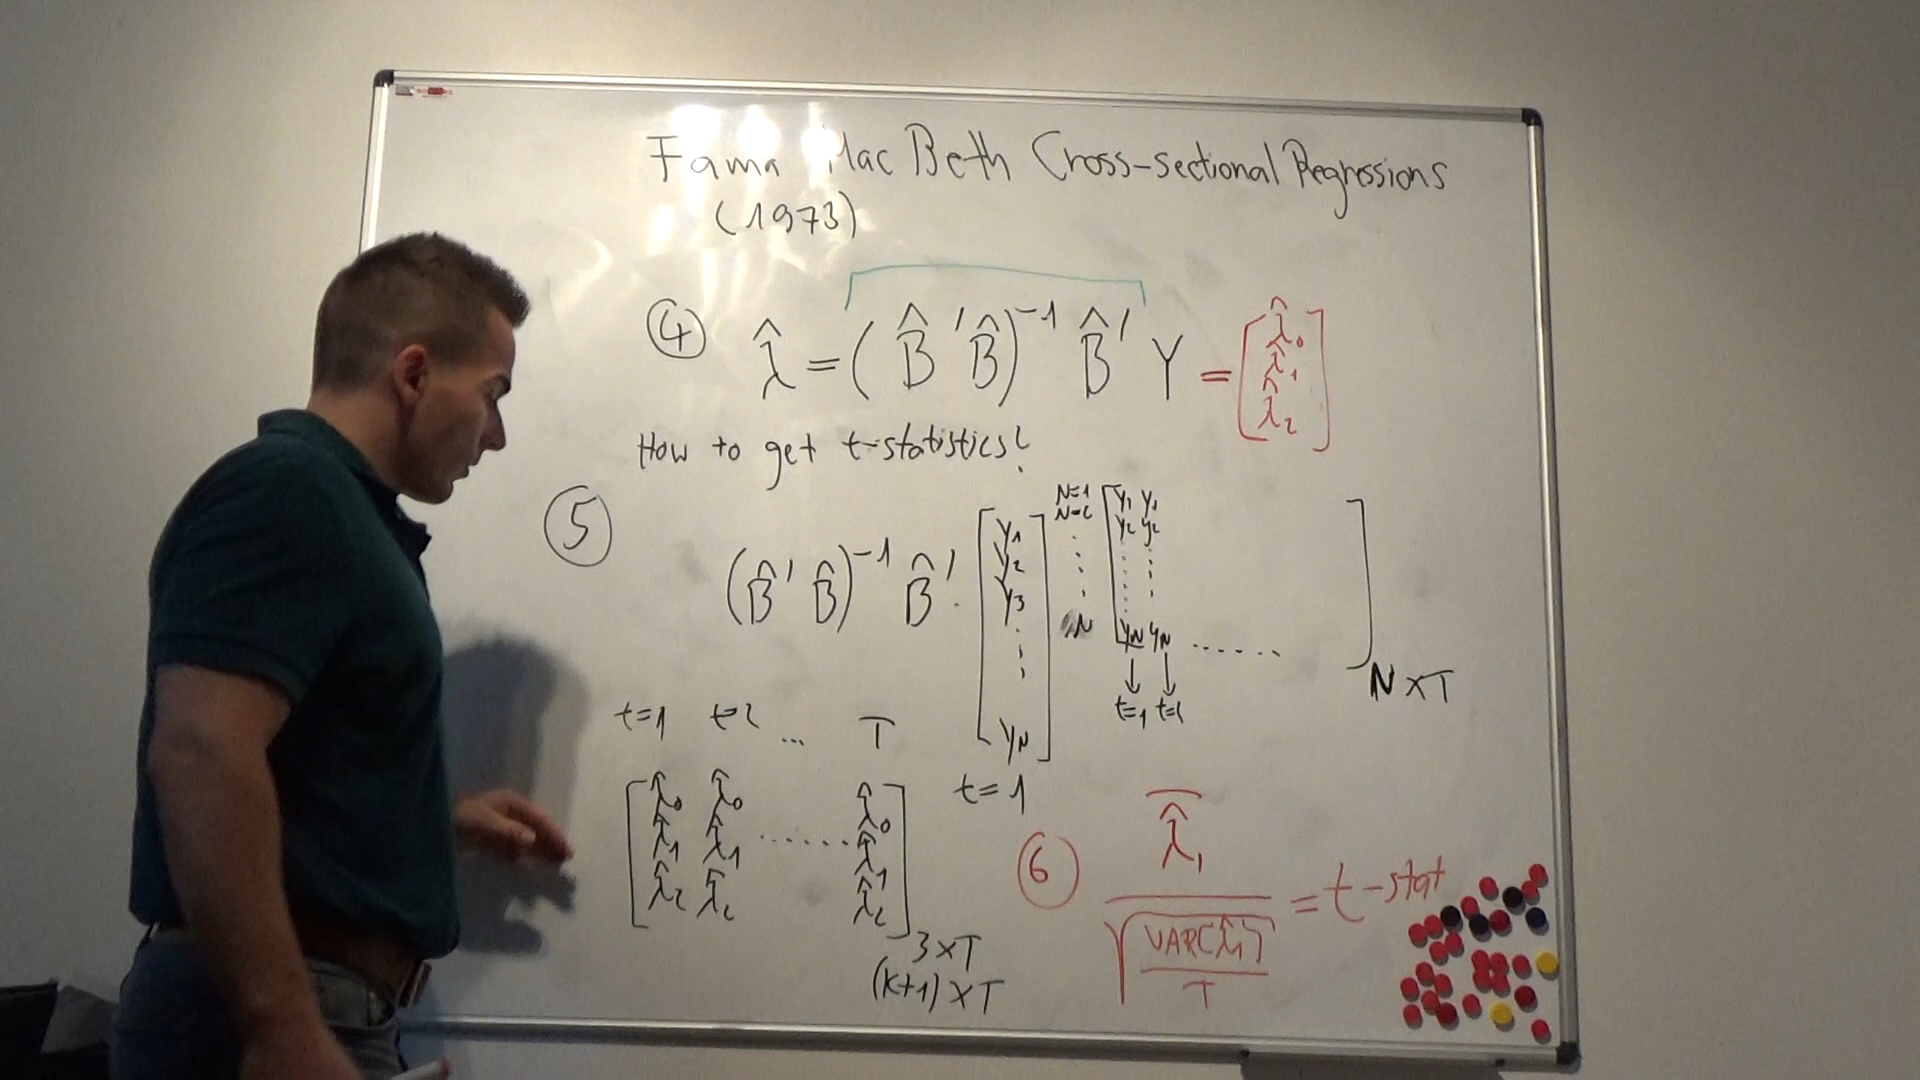 Fama MacBeth Cross-sectional Regressions
(1973)
④ λ̂ = (B̂'B̂)⁻¹ B̂' Y = [λ̂₀ λ̂₁ λ̂₂]
How to get t-statistics?
⑤ (B̂' B̂)⁻¹ B̂' · [y₁ y₂ y₃ ⋮ yN]
t=1
N=1
N=2
⋮
N
[y₁ y₁
y₂ y₂
⋮ ⋮
yN yN ......] N×T
↓ ↓
t=1 t=2
t=1 t=2 ... T
[λ̂₀ λ̂₀ λ̂₀
λ̂₁ λ̂₁ ...... λ̂₁
λ̂₂ λ̂₂ λ̂₂]
3×T
(k+1)×T
⑥ λ̂₁‾ / √(VAR(λ̂₁) / T) = t-stat